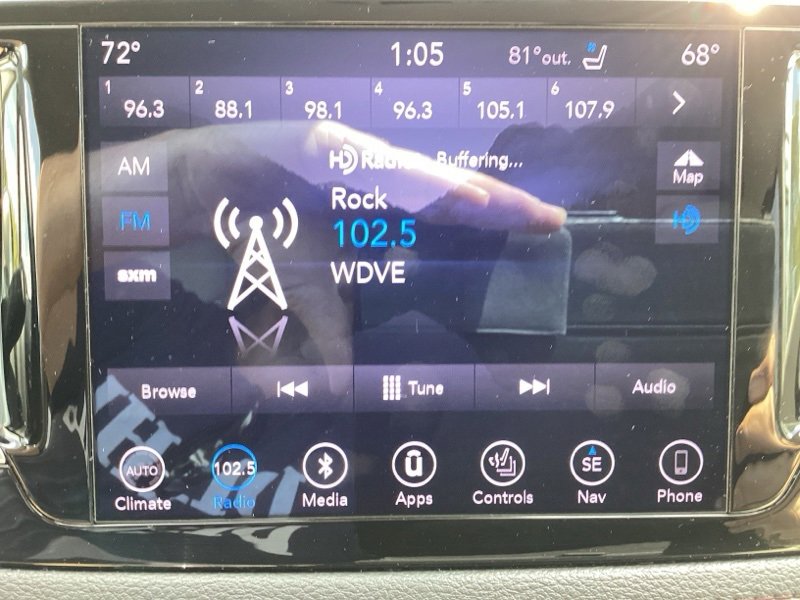 72° 1:05 81°out. 68°
1 96.3 2 88.1 3 98.1 4 96.3 5 105.1 6 107.9
AM HD Radio Buffering... Map
Rock
FM 102.5 HD
sxm WDVE
Browse Tune Audio
AUTO 102.5 SE
Climate Radio Media Apps Controls Nav Phone